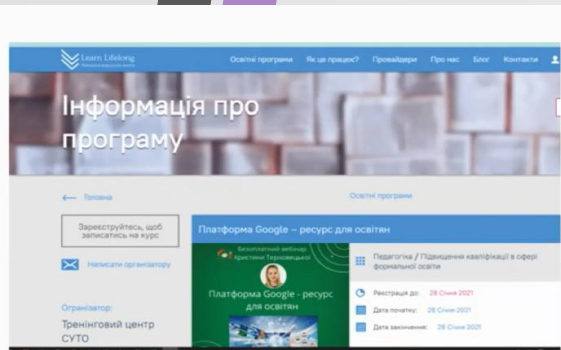 Learn Lifelong
Освітні програми Як це працює? Провайдери Про нас Блог Контакти
Інформація про
програму
← Головна
Освітні програми
Зареєструйтесь, щоб
записатись на курс
Написати організатору
Організатор:
Тренінговий центр
СУТО
Платформа Google – ресурс для освітян
Безоплатний вебінар
Христини Терновецької
Платформа Google - ресурс
для освітян
Педагогіка / Підвищення кваліфікації в сфері
формальної освіти
Реєстрація до: 28 Січня 2021
Дата початку: 28 Січня 2021
Дата закінчення: 28 Січня 2021